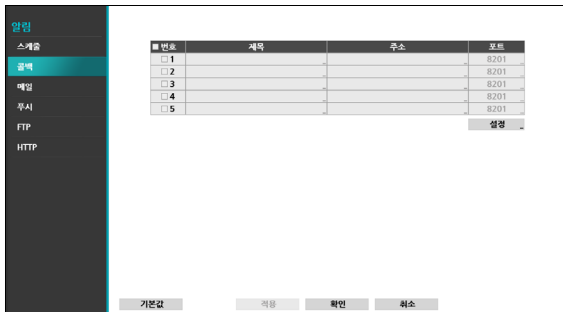 알림
스케줄
콜백
메일
푸시
FTP
HTTP
번호 제목 주소 포트
1 8201
2 8201
3 8201
4 8201
5 8201
설정
기본값 적용 확인 취소